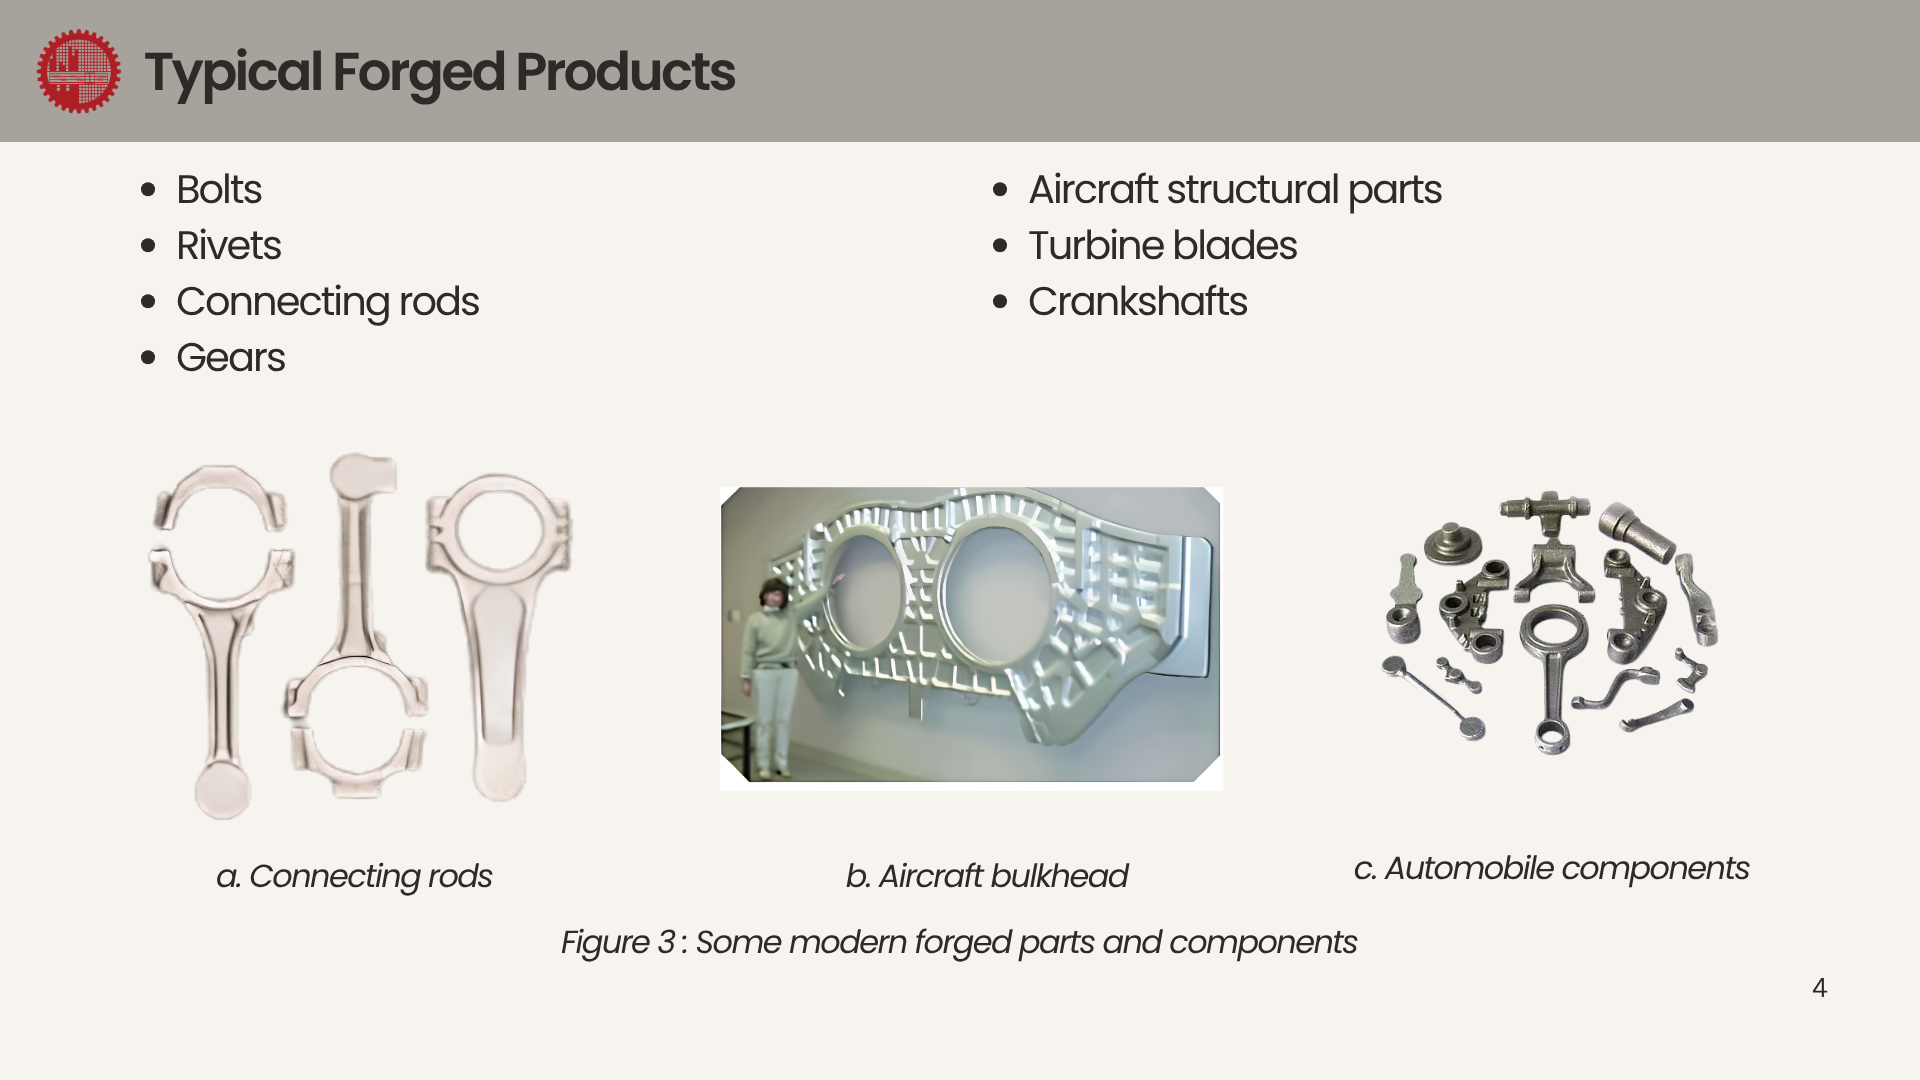 Typical Forged Products
• Bolts
• Rivets
• Connecting rods
• Gears
• Aircraft structural parts
• Turbine blades
• Crankshafts
a. Connecting rods
b. Aircraft bulkhead
c. Automobile components
Figure 3 : Some modern forged parts and components
4